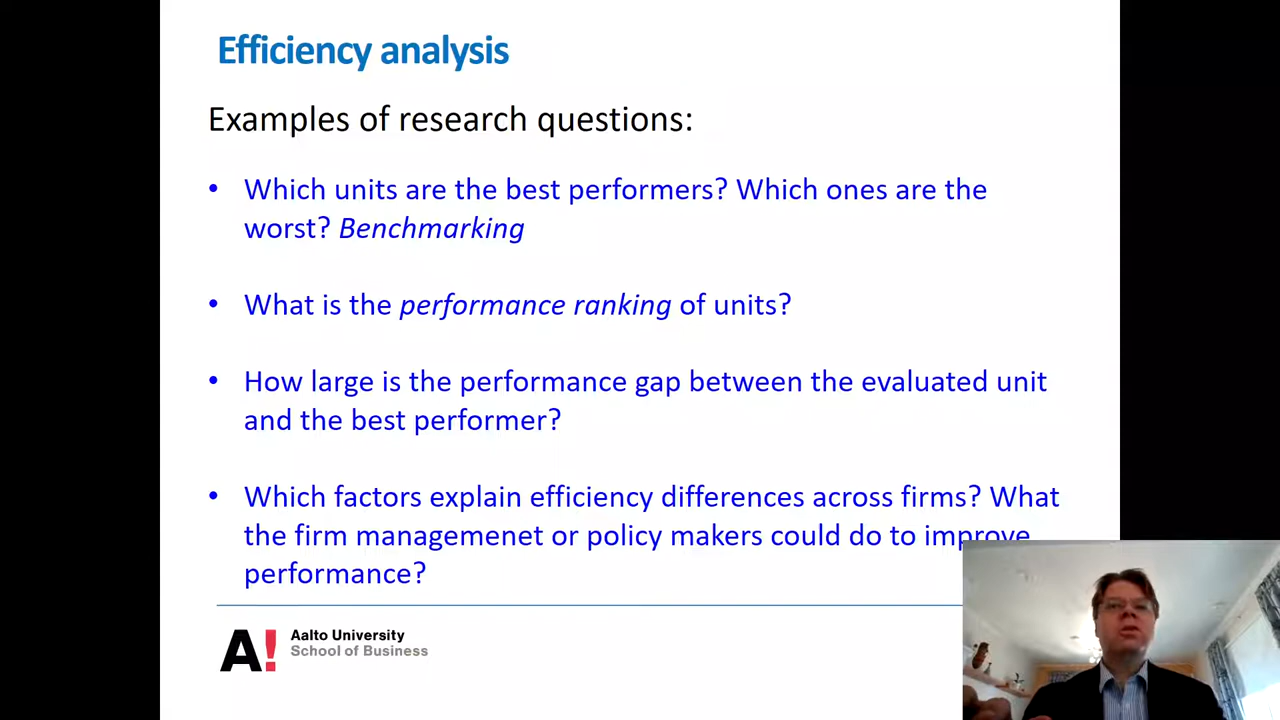 Efficiency analysis
Examples of research questions:
• Which units are the best performers? Which ones are the
worst? Benchmarking
• What is the performance ranking of units?
• How large is the performance gap between the evaluated unit
and the best performer?
• Which factors explain efficiency differences across firms? What
the firm managemenet or policy makers could do to improve
performance?
A!
Aalto University
School of Business